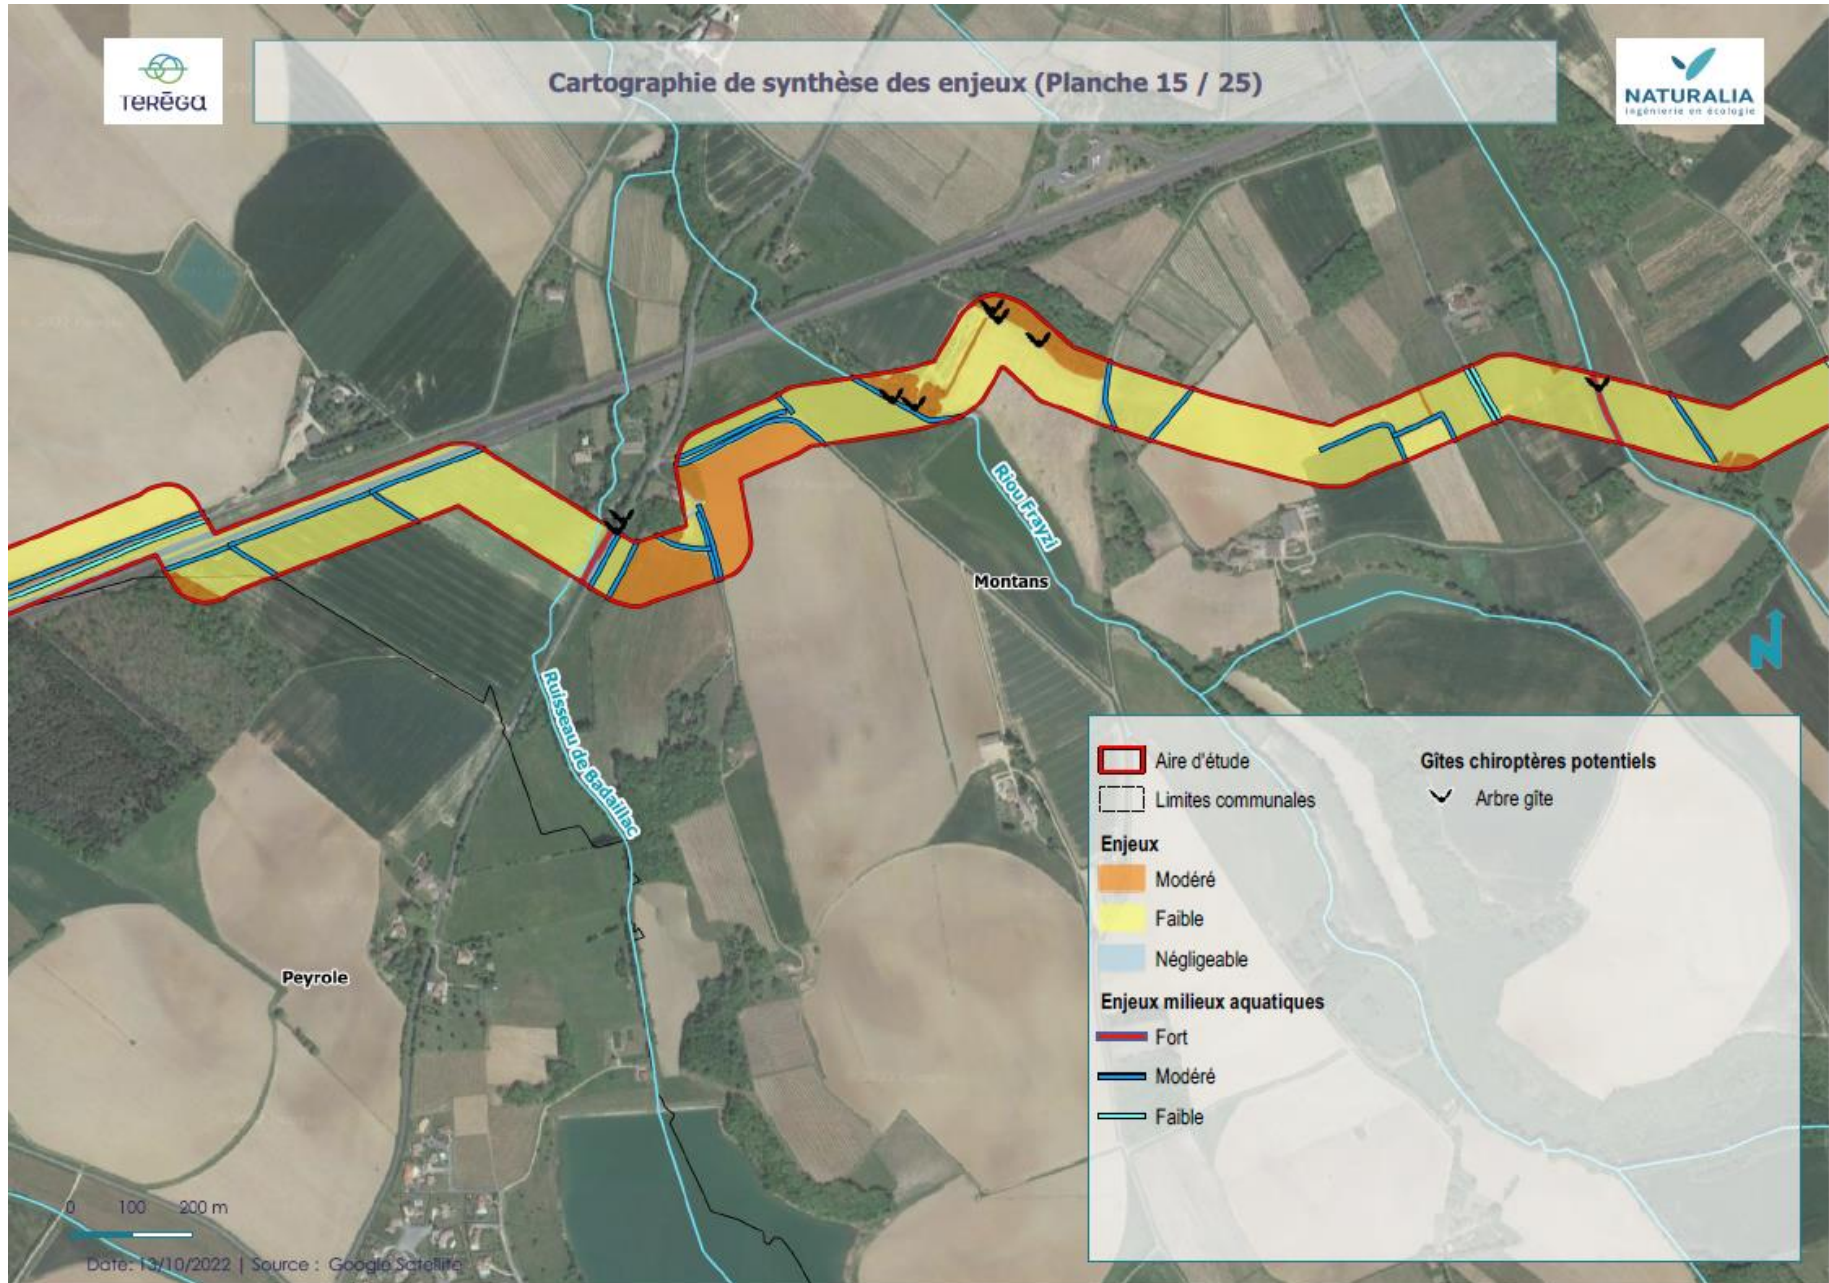 TERĒGA
Cartographie de synthèse des enjeux (Planche 15 / 25)
NATURALIA
Ingénierie en écologie
Riou Frayzi
Montans
Ruisseau de Badaillac
Peyrole
N
Aire d'étude
Limites communales
Enjeux
Modéré
Faible
Négligeable
Enjeux milieux aquatiques
Fort
Modéré
Faible
Gîtes chiroptères potentiels
Arbre gîte
0 100 200 m
Date: 13/10/2022 | Source : Google Satellite